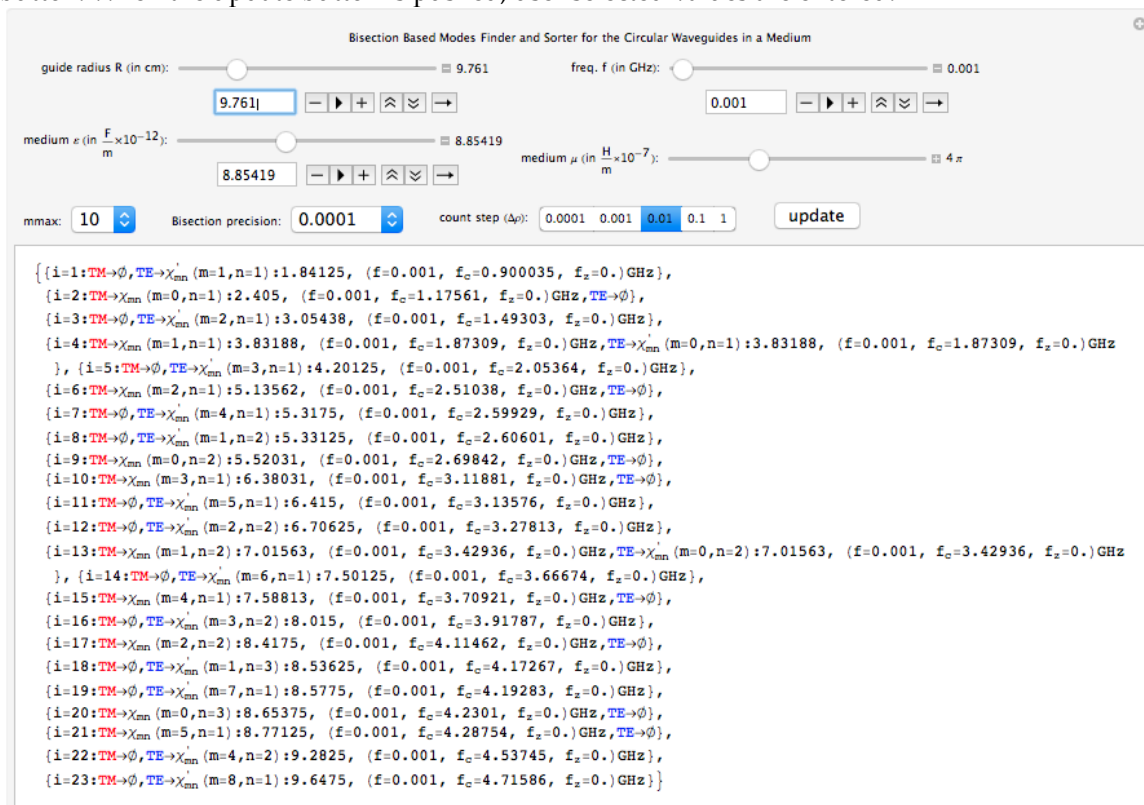 Bisection Based Modes Finder and Sorter for the Circular Waveguides in a Medium
guide radius R (in cm): 9.761 freq. f (in GHz): 0.001
9.761 0.001
medium ε (in F/m ×10⁻¹²): 8.85419 medium μ (in H/m ×10⁻⁷): 4 π
8.85419
mmax: 10 Bisection precision: 0.0001 count step (Δρ): 0.0001 0.001 0.01 0.1 1 update
{{i=1:TM→∅,TE→χ'mn (m=1,n=1):1.84125, (f=0.001, fc=0.900035, fz=0.)GHz},
{i=2:TM→χmn (m=0,n=1):2.405, (f=0.001, fc=1.17561, fz=0.)GHz,TE→∅},
{i=3:TM→∅,TE→χ'mn (m=2,n=1):3.05438, (f=0.001, fc=1.49303, fz=0.)GHz},
{i=4:TM→χmn (m=1,n=1):3.83188, (f=0.001, fc=1.87309, fz=0.)GHz,TE→χ'mn (m=0,n=1):3.83188, (f=0.001, fc=1.87309, fz=0.)GHz
}, {i=5:TM→∅,TE→χ'mn (m=3,n=1):4.20125, (f=0.001, fc=2.05364, fz=0.)GHz},
{i=6:TM→χmn (m=2,n=1):5.13562, (f=0.001, fc=2.51038, fz=0.)GHz,TE→∅},
{i=7:TM→∅,TE→χ'mn (m=4,n=1):5.3175, (f=0.001, fc=2.59929, fz=0.)GHz},
{i=8:TM→∅,TE→χ'mn (m=1,n=2):5.33125, (f=0.001, fc=2.60601, fz=0.)GHz},
{i=9:TM→χmn (m=0,n=2):5.52031, (f=0.001, fc=2.69842, fz=0.)GHz,TE→∅},
{i=10:TM→χmn (m=3,n=1):6.38031, (f=0.001, fc=3.11881, fz=0.)GHz,TE→∅},
{i=11:TM→∅,TE→χ'mn (m=5,n=1):6.415, (f=0.001, fc=3.13576, fz=0.)GHz},
{i=12:TM→∅,TE→χ'mn (m=2,n=2):6.70625, (f=0.001, fc=3.27813, fz=0.)GHz},
{i=13:TM→χmn (m=1,n=2):7.01563, (f=0.001, fc=3.42936, fz=0.)GHz,TE→χ'mn (m=0,n=2):7.01563, (f=0.001, fc=3.42936, fz=0.)GHz
}, {i=14:TM→∅,TE→χ'mn (m=6,n=1):7.50125, (f=0.001, fc=3.66674, fz=0.)GHz},
{i=15:TM→χmn (m=4,n=1):7.58813, (f=0.001, fc=3.70921, fz=0.)GHz,TE→∅},
{i=16:TM→∅,TE→χ'mn (m=3,n=2):8.015, (f=0.001, fc=3.91787, fz=0.)GHz},
{i=17:TM→χmn (m=2,n=2):8.4175, (f=0.001, fc=4.11462, fz=0.)GHz,TE→∅},
{i=18:TM→∅,TE→χ'mn (m=1,n=3):8.53625, (f=0.001, fc=4.17267, fz=0.)GHz},
{i=19:TM→∅,TE→χ'mn (m=7,n=1):8.5775, (f=0.001, fc=4.19283, fz=0.)GHz},
{i=20:TM→χmn (m=0,n=3):8.65375, (f=0.001, fc=4.2301, fz=0.)GHz,TE→∅},
{i=21:TM→χmn (m=5,n=1):8.77125, (f=0.001, fc=4.28754, fz=0.)GHz,TE→∅},
{i=22:TM→∅,TE→χ'mn (m=4,n=2):9.2825, (f=0.001, fc=4.53745, fz=0.)GHz},
{i=23:TM→∅,TE→χ'mn (m=8,n=1):9.6475, (f=0.001, fc=4.71586, fz=0.)GHz}}